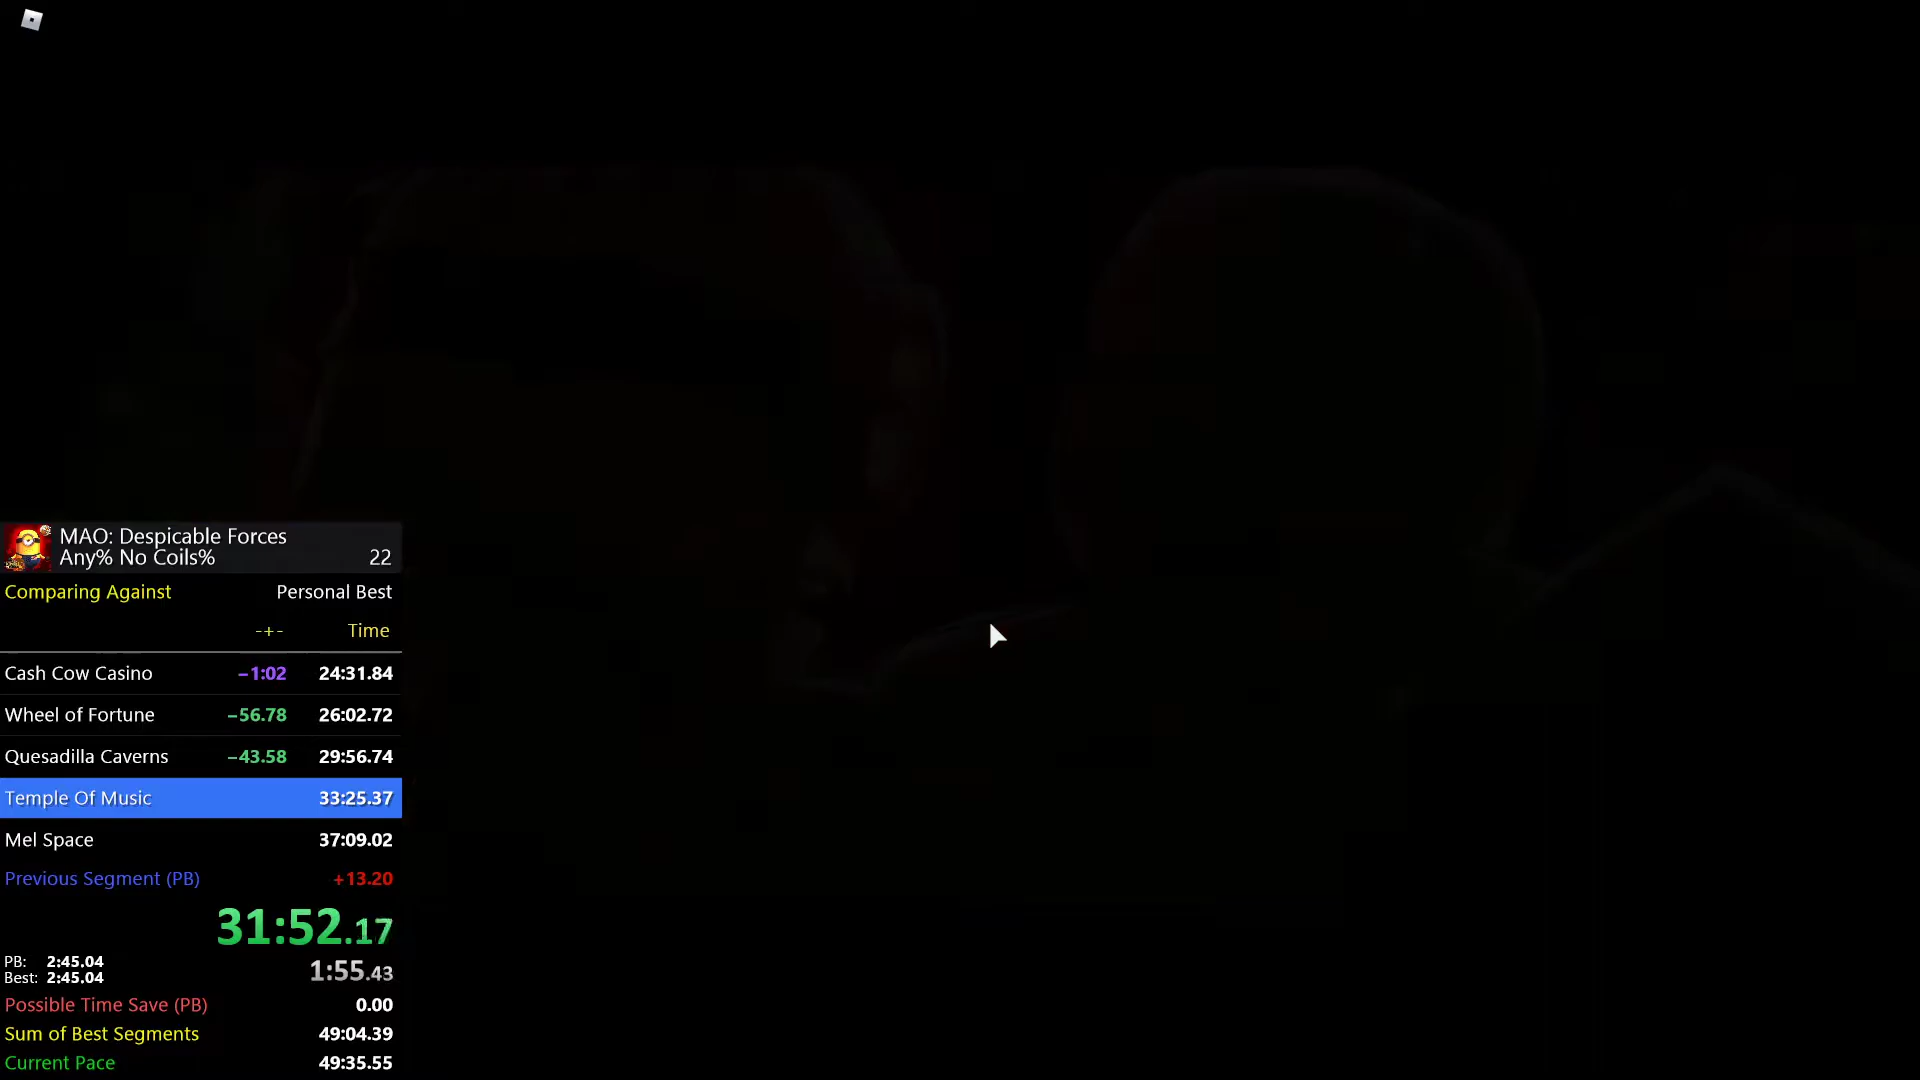 MAO: Despicable Forces
Any% No Coils% 22
Comparing Against Personal Best
-+- Time
Cash Cow Casino −1:02 24:31.84
Wheel of Fortune −56.78 26:02.72
Quesadilla Caverns −43.58 29:56.74
Temple Of Music 33:25.37
Mel Space 37:09.02
Previous Segment (PB) +13.20
31:52.17
PB: 2:45.04
Best: 2:45.04
1:55.43
Possible Time Save (PB) 0.00
Sum of Best Segments 49:04.39
Current Pace 49:35.55